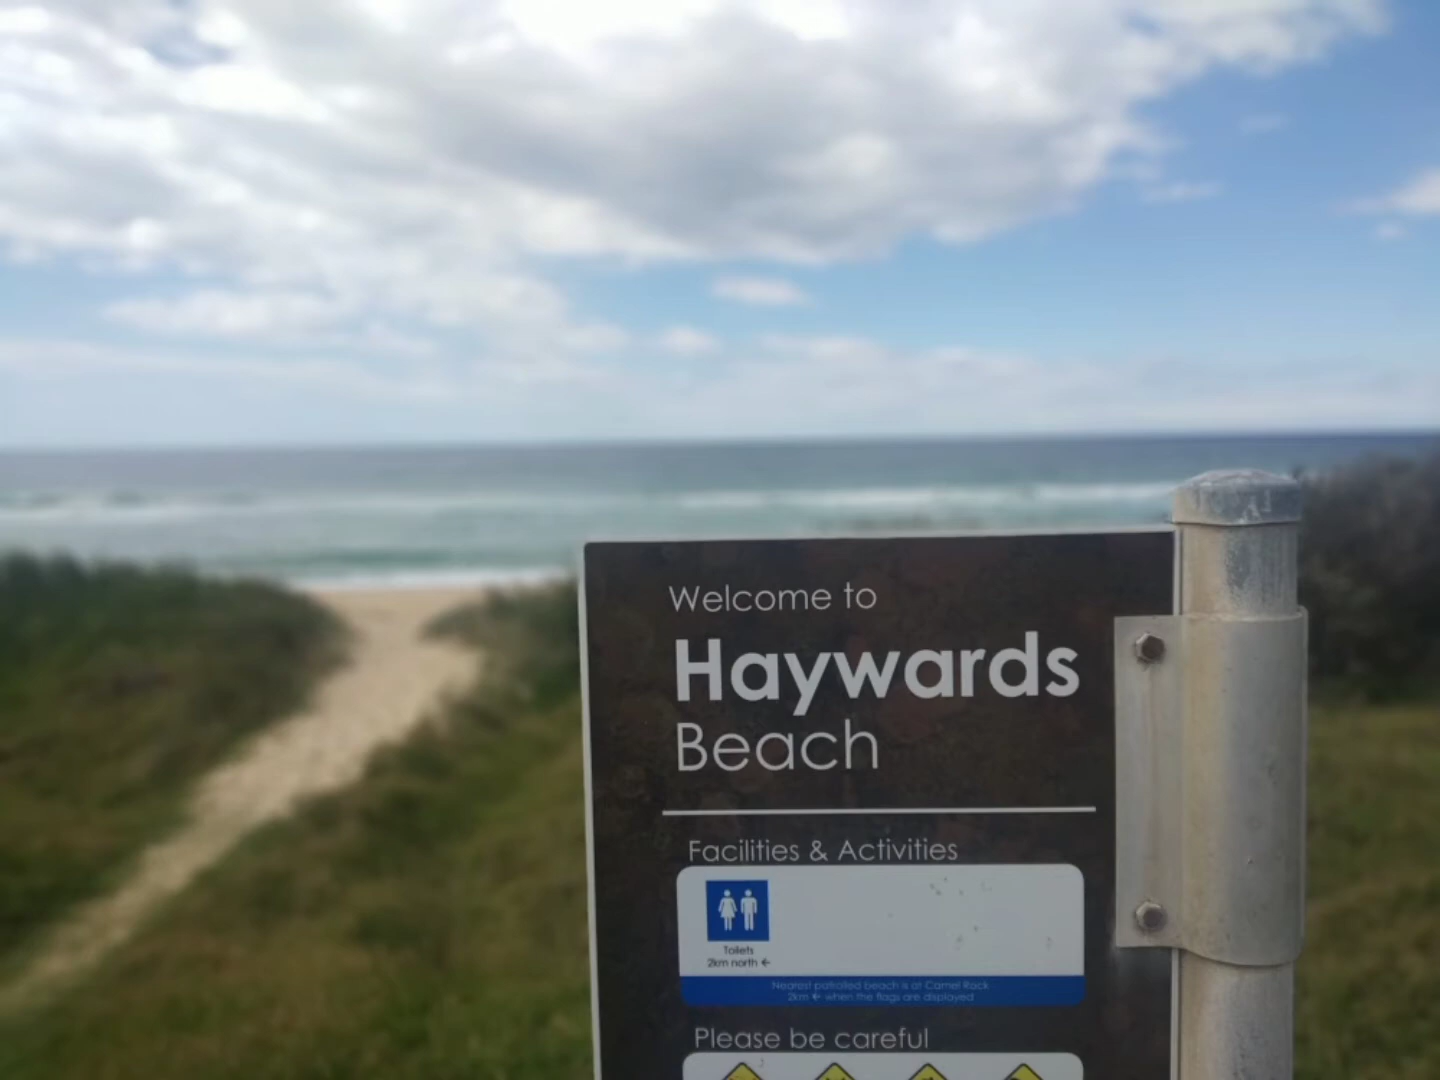 Welcome to
Haywards
Beach
Facilities & Activities
Toilets
2km north ←
Nearest patrolled beach is at Camel Rock
2km ← when the flags are displayed
Please be careful